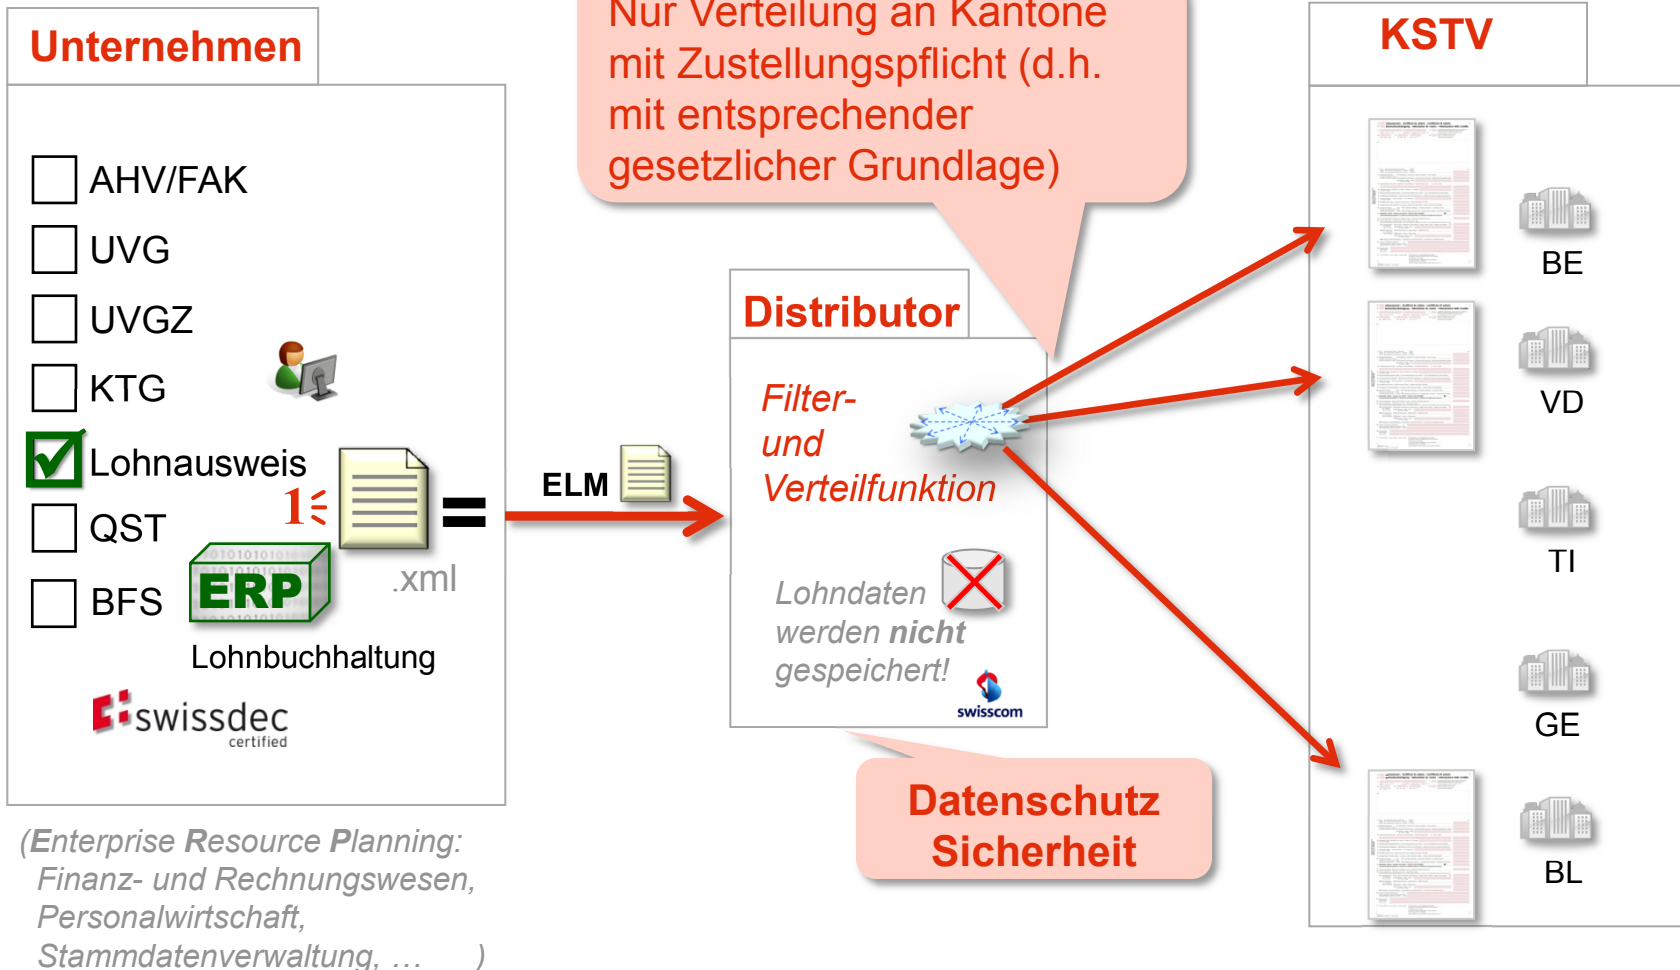 Unternehmen
AHV/FAK
UVG
UVGZ
KTG
Lohnausweis
QST
BFS
1
ERP
.xml
=
Lohnbuchhaltung
swissdec
certified
(Enterprise Resource Planning:
Finanz- und Rechnungswesen,
Personalwirtschaft,
Stammdatenverwaltung, … )
ELM
Nur Verteilung an Kantone
mit Zustellungspflicht (d.h.
mit entsprechender
gesetzlicher Grundlage)
Distributor
Filter-
und
Verteilfunktion
Lohndaten
werden nicht
gespeichert!
swisscom
Datenschutz
Sicherheit
KSTV
BE
VD
TI
GE
BL